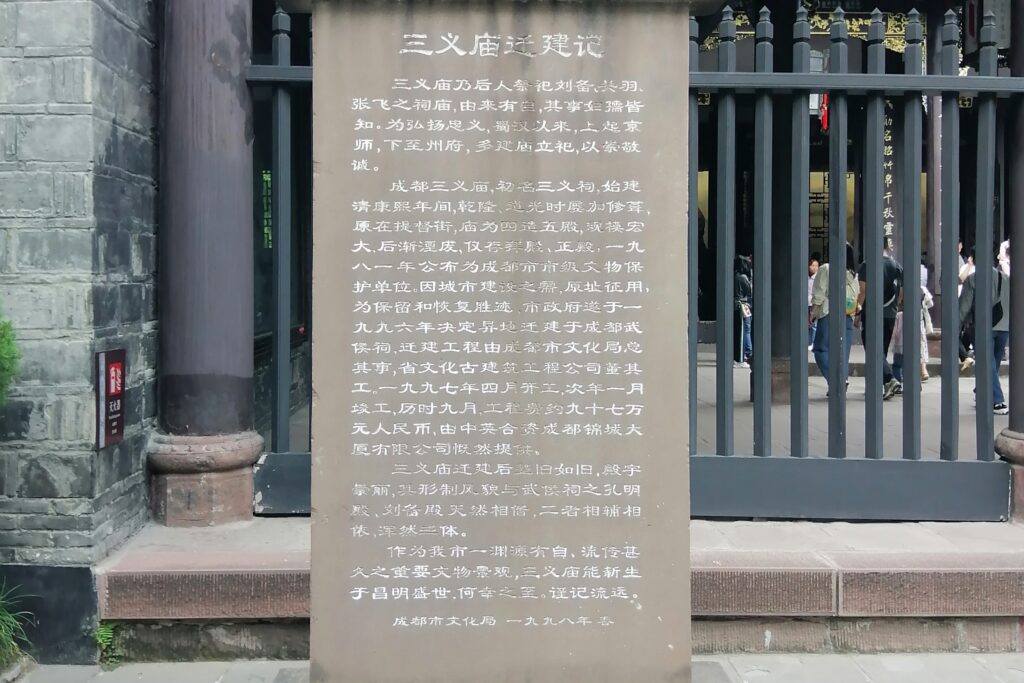 三义庙迁建记
三义庙乃后人祭祀刘备、关羽、
张飞之祠庙,由来有自,其事妇孺皆
知。为弘扬忠义,蜀汉以来,上起京
师,下至州府,多建庙立祀,以崇敬
诚。
成都三义庙,初名三义祠,始建
清康熙年间,乾隆、道光时屡加修葺,
原在提督街,庙为四造五殿,规模宏
大,后渐湮废,仅存拜殿、正殿,一九
八一年公布为成都市市级文物保
护单位。因城市建设之需,原址征用,
为保留和恢复胜迹,市政府遂于一
九九六年决定异地迁建于成都武
侯祠,迁建工程由成都市文化局总
其事,省文化古建筑工程公司董其
工。一九九七年四月开工,次年一月
竣工,历时九月,工程费约九十七万
元人民币,由中英合资成都锦城大
厦有限公司慨然提供。
三义庙迁建后整旧如旧,殿宇
崇丽,其形制风貌与武侯祠之孔明
殿、刘备殿天然相偕,二者相辅相
依,浑然一体。
作为我市一渊源有自,流传甚
久之重要文物景观,三义庙能新生
于昌明盛世,何幸之至。谨记流远。
成都市文化局 一九九八年春
名
竹帛千秋重